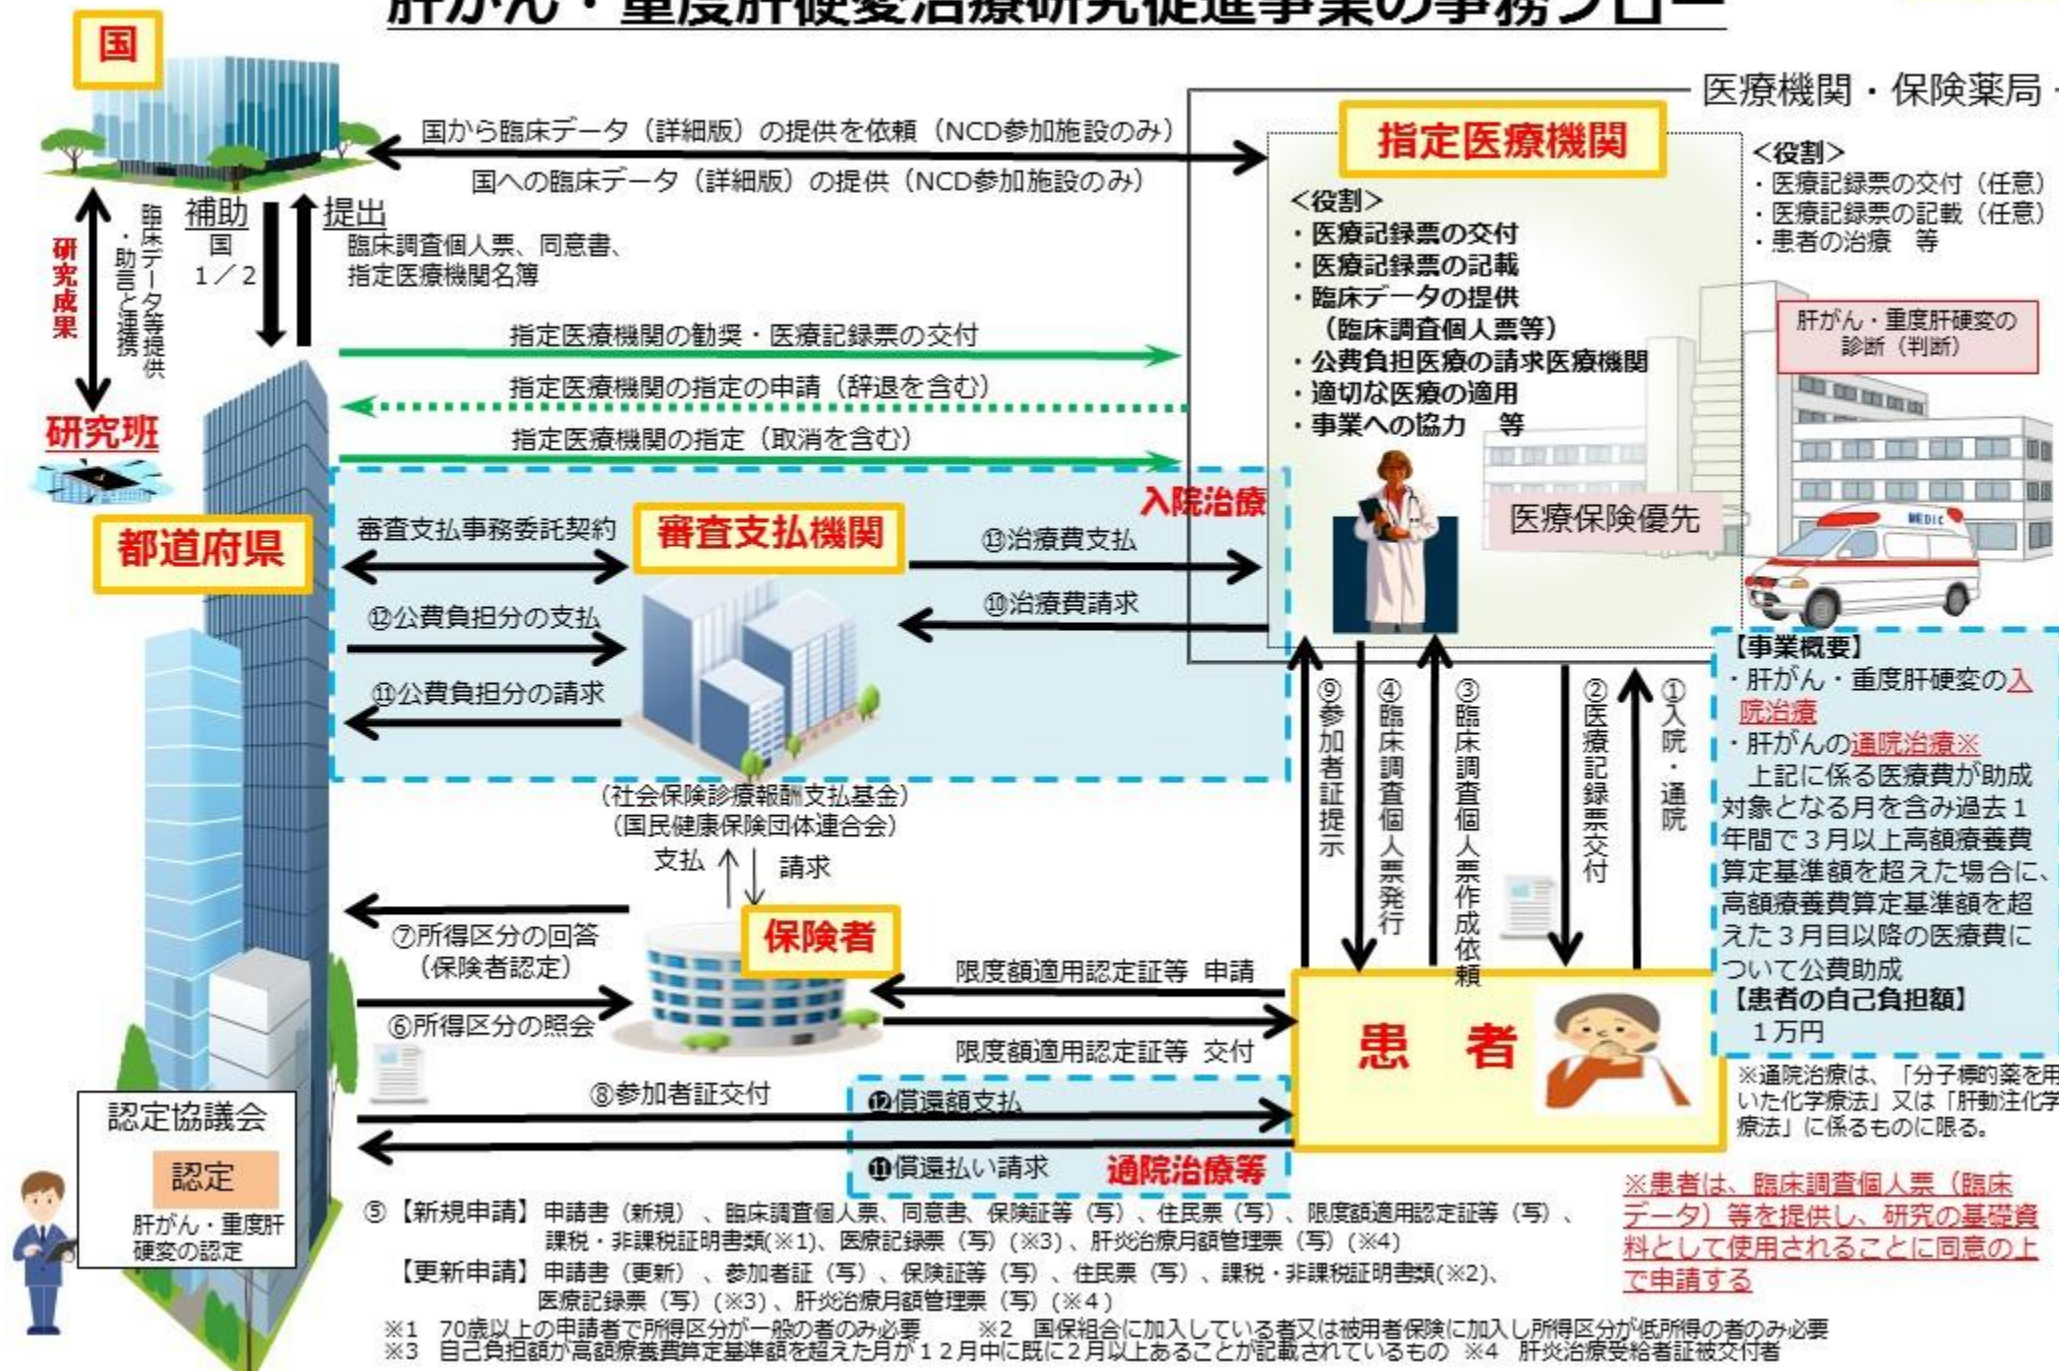 肝がん・重度肝硬変治療研究促進事業の事務フロー
国
医療機関・保険薬局
国から臨床データ（詳細版）の提供を依頼（NCD参加施設のみ）
国への臨床データ（詳細版）の提供（NCD参加施設のみ）
指定医療機関
＜役割＞
・医療記録票の交付
・医療記録票の記載
・臨床データの提供
（臨床調査個人票等）
・公費負担医療の請求医療機関
・適切な医療の適用
・事業への協力　等
＜役割＞
・医療記録票の交付（任意）
・医療記録票の記載（任意）
・患者の治療　等
肝がん・重度肝硬変の
診断（判断）
医療保険優先
MEDIC
研究成果
臨床データ等提供
・助言と連携
補助
国
1／2
提出
臨床調査個人票、同意書、
指定医療機関名簿
研究班
指定医療機関の勧奨・医療記録票の交付
指定医療機関の指定の申請（辞退を含む）
指定医療機関の指定（取消を含む）
都道府県
入院治療
審査支払事務委託契約
審査支払機関
⑬治療費支払
⑩治療費請求
⑫公費負担分の支払
⑪公費負担分の請求
（社会保険診療報酬支払基金）
（国民健康保険団体連合会）
支払
請求
⑨参加者証提示
④臨床調査個人票発行
③臨床調査個人票作成依頼
②医療記録票交付
①入院・通院
【事業概要】
・肝がん・重度肝硬変の入
院治療
・肝がんの通院治療※
上記に係る医療費が助成
対象となる月を含み過去１
年間で３月以上高額療養費
算定基準額を超えた場合に、
高額療養費算定基準額を超
えた３月目以降の医療費に
ついて公費助成
【患者の自己負担額】
１万円
※通院治療は、「分子標的薬を用
いた化学療法」又は「肝動注化学
療法」に係るものに限る。
保険者
⑦所得区分の回答
（保険者認定）
⑥所得区分の照会
限度額適用認定証等 申請
限度額適用認定証等 交付
患　者
⑧参加者証交付
⓬償還額支払
⓫償還払い請求
通院治療等
認定協議会
認定
肝がん・重度肝
硬変の認定
⑤【新規申請】申請書（新規）、臨床調査個人票、同意書、保険証等（写）、住民票（写）、限度額適用認定証等（写）、
課税・非課税証明書類(※1)、医療記録票（写）(※3)、肝炎治療月額管理票（写）(※4)
【更新申請】申請書（更新）、参加者証（写）、保険証等（写）、住民票（写）、課税・非課税証明書類(※2)、
医療記録票（写）(※3)、肝炎治療月額管理票（写）(※４)
※1　70歳以上の申請者で所得区分が一般の者のみ必要　　※2　国保組合に加入している者又は被用者保険に加入し所得区分が低所得の者のみ必要
※3　自己負担額が高額療養費算定基準額を超えた月が１２月中に既に２月以上あることが記載されているもの　※4　肝炎治療受給者証被交付者
※患者は、臨床調査個人票（臨床
データ）等を提供し、研究の基礎資
料として使用されることに同意の上
で申請する